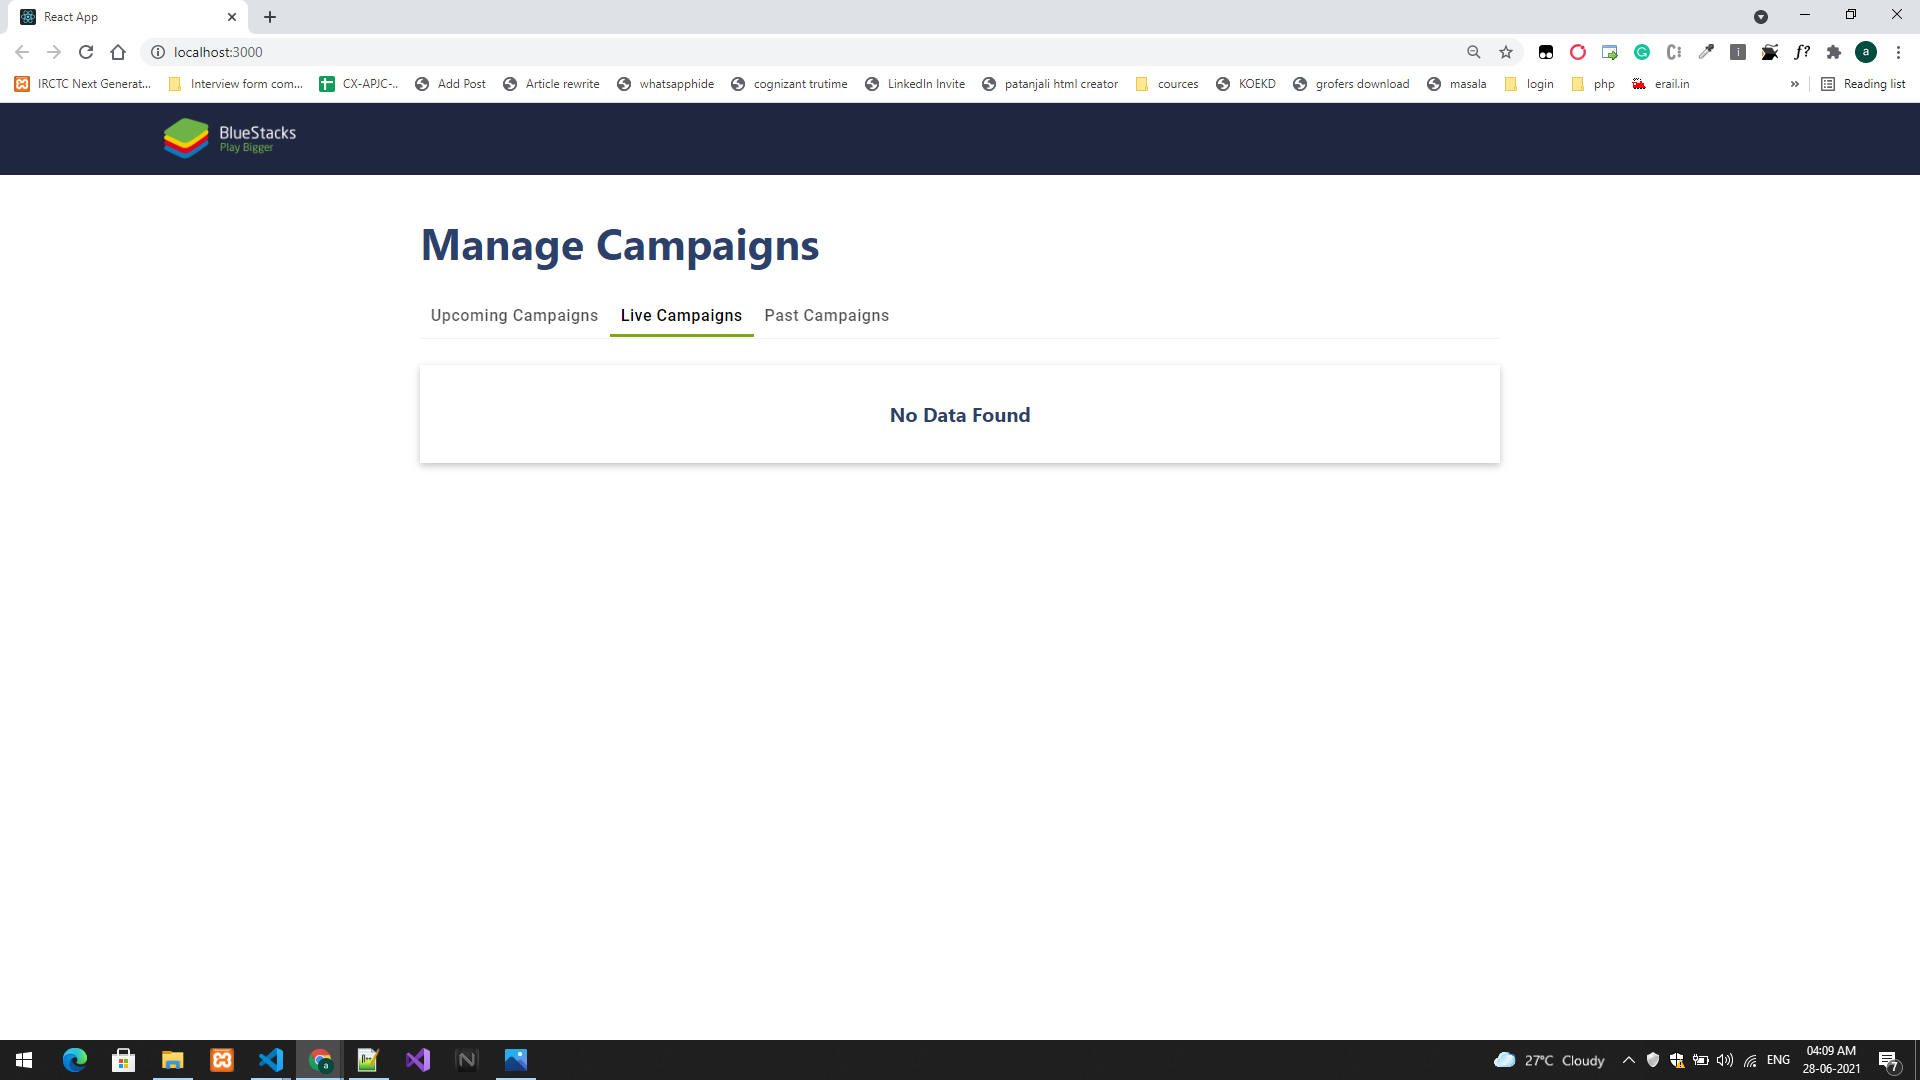 React App
localhost:3000
IRCTC Next Generat... Interview form com... CX-APJC-.. Add Post Article rewrite whatsapphide cognizant trutime LinkedIn Invite patanjali html creator cources KOEKD grofers download masala login php erail.in » Reading list
BlueStacks
Play Bigger
Manage Campaigns
Upcoming Campaigns Live Campaigns Past Campaigns
No Data Found
27°C Cloudy ENG 04:09 AM
28-06-2021
7